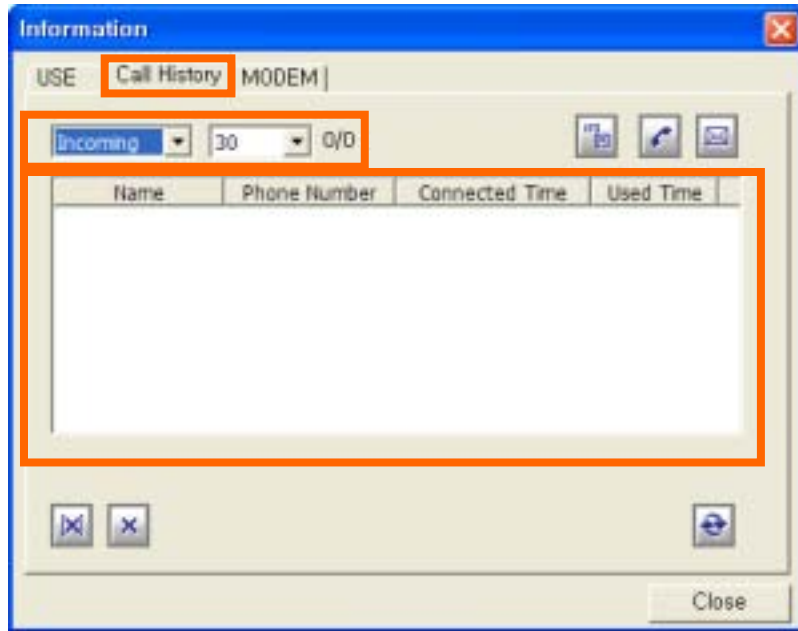 Information
USE Call History MODEM
Incoming 30 0/0
Name Phone Number Connected Time Used Time
Close